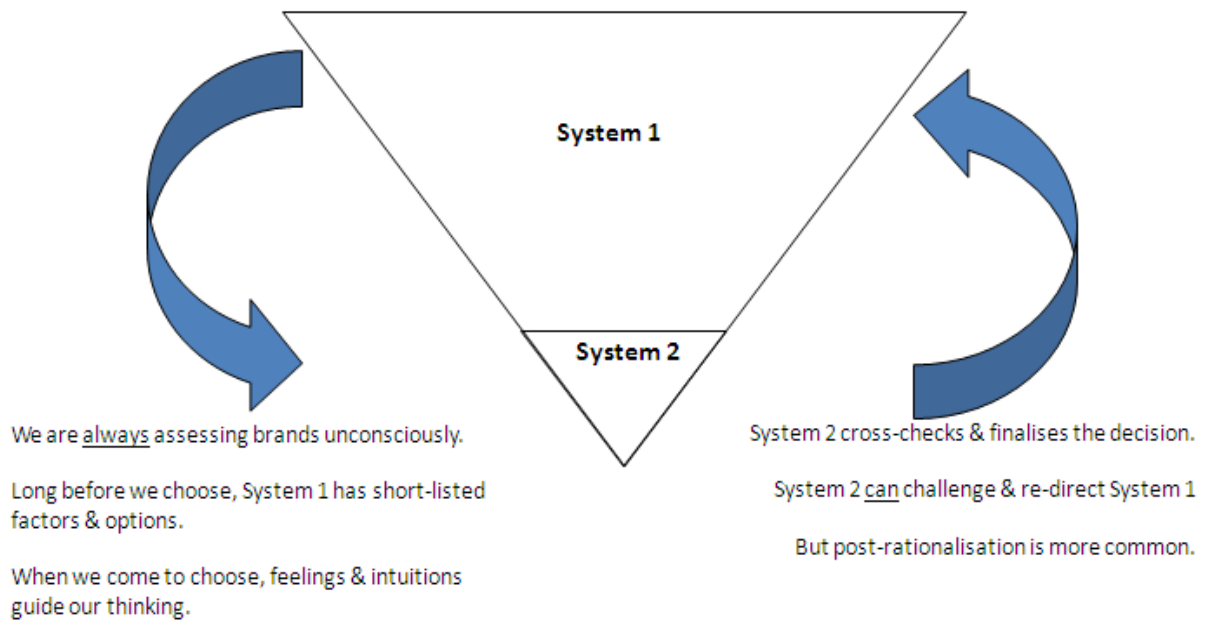 System 1
System 2
We are always assessing brands unconsciously.
Long before we choose, System 1 has short-listed
factors & options.
When we come to choose, feelings & intuitions
guide our thinking.
System 2 cross-checks & finalises the decision.
System 2 can challenge & re-direct System 1
But post-rationalisation is more common.